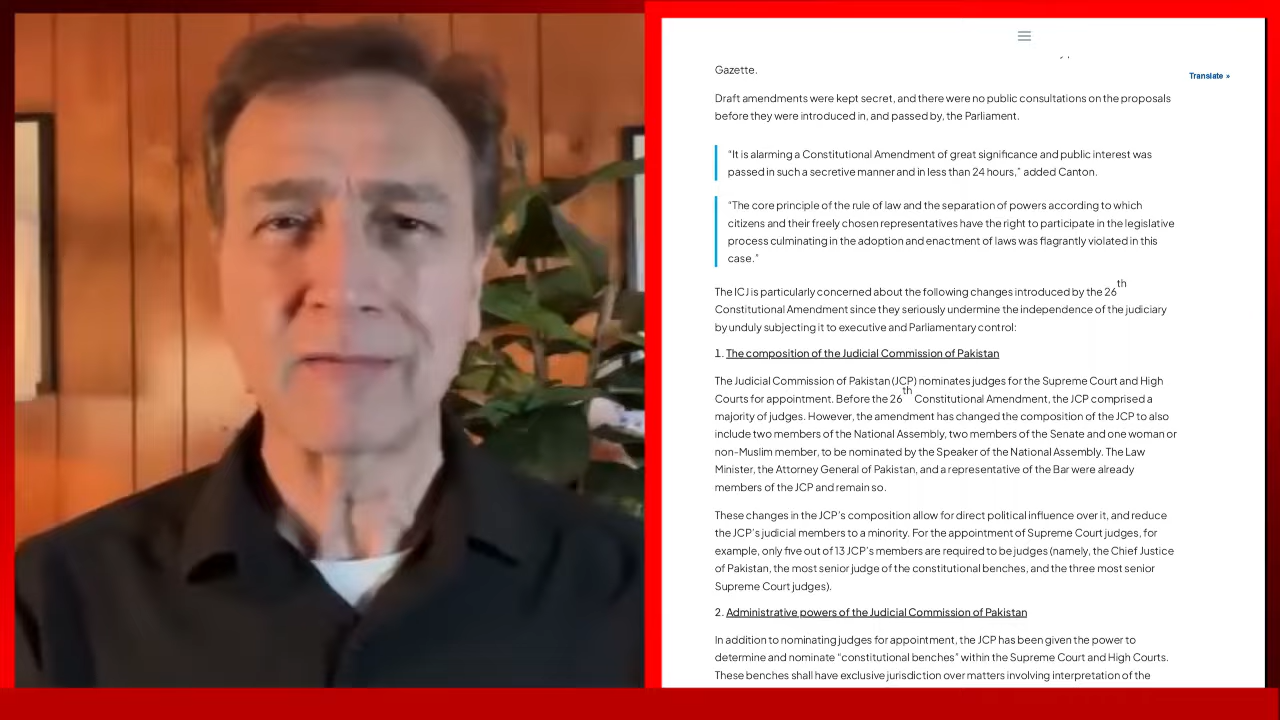 Gazette.
Translate »
Draft amendments were kept secret, and there were no public consultations on the proposals
before they were introduced in, and passed by, the Parliament.
“It is alarming a Constitutional Amendment of great significance and public interest was
passed in such a secretive manner and in less than 24 hours,” added Canton.
“The core principle of the rule of law and the separation of powers according to which
citizens and their freely chosen representatives have the right to participate in the legislative
process culminating in the adoption and enactment of laws was flagrantly violated in this
case.”
The ICJ is particularly concerned about the following changes introduced by the 26th
Constitutional Amendment since they seriously undermine the independence of the judiciary
by unduly subjecting it to executive and Parliamentary control:
1. The composition of the Judicial Commission of Pakistan
The Judicial Commission of Pakistan (JCP) nominates judges for the Supreme Court and High
Courts for appointment. Before the 26th Constitutional Amendment, the JCP comprised a
majority of judges. However, the amendment has changed the composition of the JCP to also
include two members of the National Assembly, two members of the Senate and one woman or
non-Muslim member, to be nominated by the Speaker of the National Assembly. The Law
Minister, the Attorney General of Pakistan, and a representative of the Bar were already
members of the JCP and remain so.
These changes in the JCP’s composition allow for direct political influence over it, and reduce
the JCP’s judicial members to a minority. For the appointment of Supreme Court judges, for
example, only five out of 13 JCP’s members are required to be judges (namely, the Chief Justice
of Pakistan, the most senior judge of the constitutional benches, and the three most senior
Supreme Court judges).
2. Administrative powers of the Judicial Commission of Pakistan
In addition to nominating judges for appointment, the JCP has been given the power to
determine and nominate “constitutional benches” within the Supreme Court and High Courts.
These benches shall have exclusive jurisdiction over matters involving interpretation of the